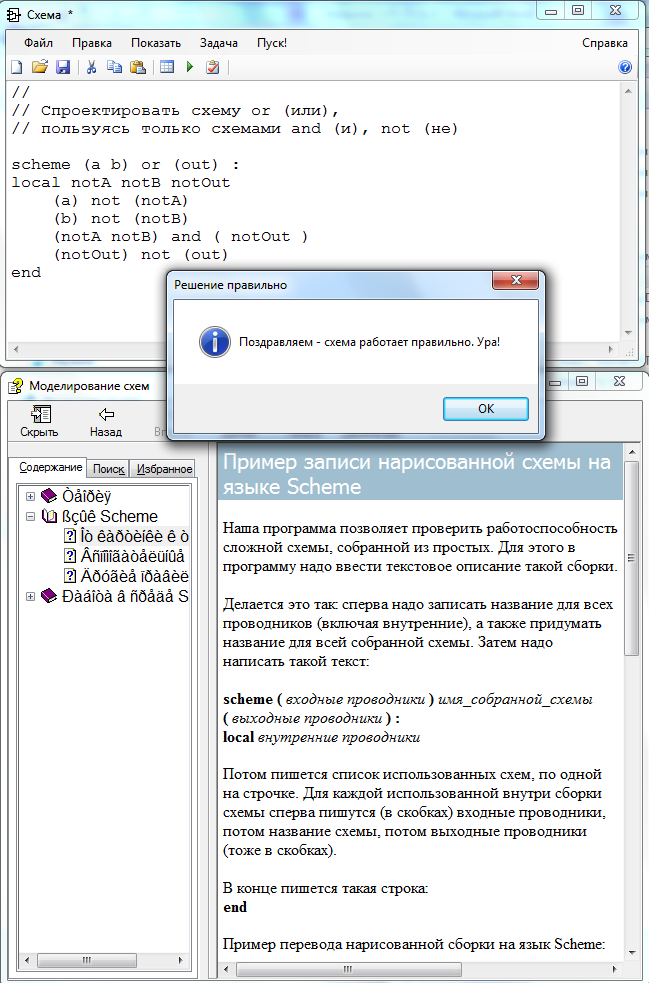 Схема *
Файл Правка Показать Задача Пуск! Справка
//
// Спроектировать схему or (или),
// пользуясь только схемами and (и), not (не)
scheme (a b) or (out) :
local notA notB notOut
(a) not (notA)
(b) not (notB)
(notA notB) and ( notOut )
(notOut) not (out)
end
Решение правильно
Поздравляем - схема работает правильно. Ура!
OK
Моделирование схем
Скрыть Назад
Содержание Поиск Избранное
Òåîðèÿ
ßçûê Scheme
Îò êàðòèíêè ê ò
Âñïîìîãàòåëüíûå
Äðóãèå ïðàâèë
Ðàáîòà â ñðåäå S
Пример записи нарисованной схемы на
языке Scheme
Наша программа позволяет проверить работоспособность
сложной схемы, собранной из простых. Для этого в
программу надо ввести текстовое описание такой сборки.
Делается это так: сперва надо записать название для всех
проводников (включая внутренние), а также придумать
название для всей собранной схемы. Затем надо
написать такой текст:
scheme ( входные проводники ) имя_собранной_схемы
( выходные проводники ) :
local внутренние проводники
Потом пишется список использованных схем, по одной
на строчке. Для каждой использованной внутри сборки
схемы сперва пишутся (в скобках) входные проводники,
потом название схемы, потом выходные проводники
(тоже в скобках).
В конце пишется такая строка:
end
Пример перевода нарисованной сборки на язык Scheme: